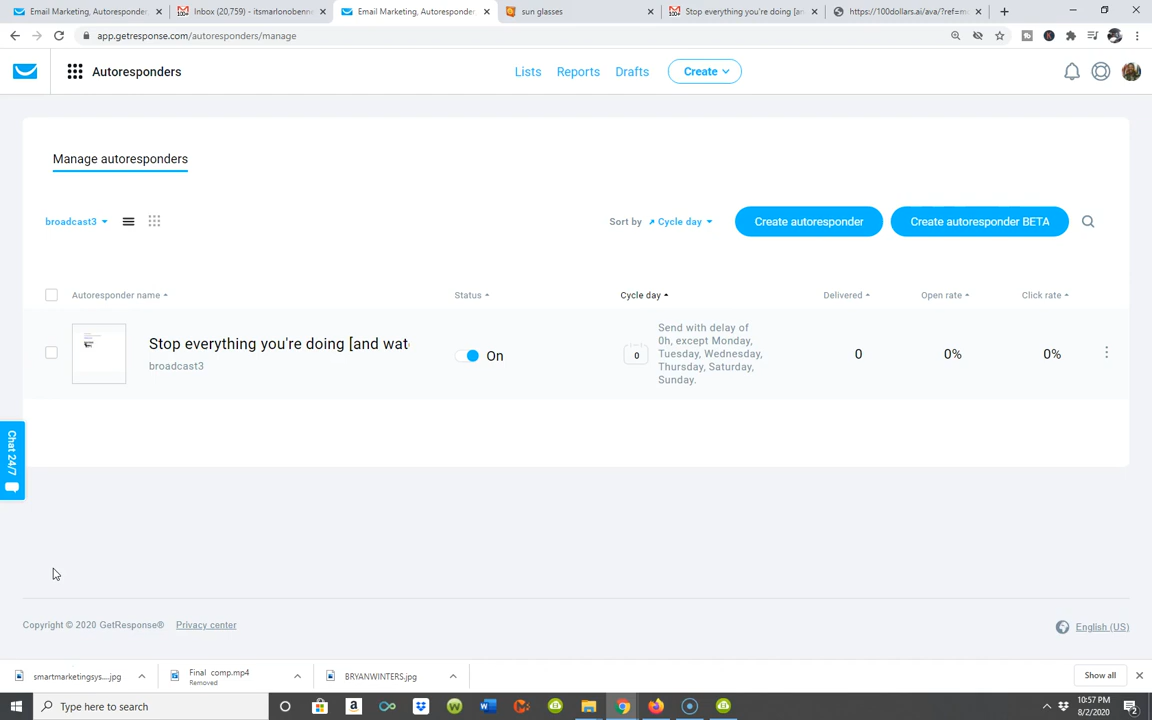 Email Marketing, Autoresponder
Inbox (20,759) - itsmarlonobenn
Email Marketing, Autoresponder
sun glasses
Stop everything you're doing [an
https://100dollars.ai/ava/?ref=m
app.getresponse.com/autoresponders/manage
Autoresponders
Lists
Reports
Drafts
Create
Manage autoresponders
broadcast3
Sort by
Cycle day
Create autoresponder
Create autoresponder BETA
Autoresponder name
Status
Cycle day
Delivered
Open rate
Click rate
Stop everything you're doing [and wat
broadcast3
On
0
Send with delay of
0h, except Monday,
Tuesday, Wednesday,
Thursday, Saturday,
Sunday.
0
0%
0%
Chat 24/7
Copyright © 2020 GetResponse®
Privacy center
English (US)
smartmarketingsys....jpg
Final comp.mp4
Removed
BRYANWINTERS.jpg
Show all
Type here to search
10:57 PM
8/2/2020
2